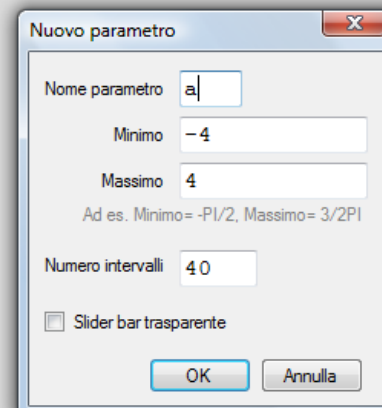 Nuovo parametro
Nome parametro a
Minimo -4
Massimo 4
Ad es. Minimo= -PI/2, Massimo= 3/2PI
Numero intervalli 40
Slider bar trasparente
OK Annulla